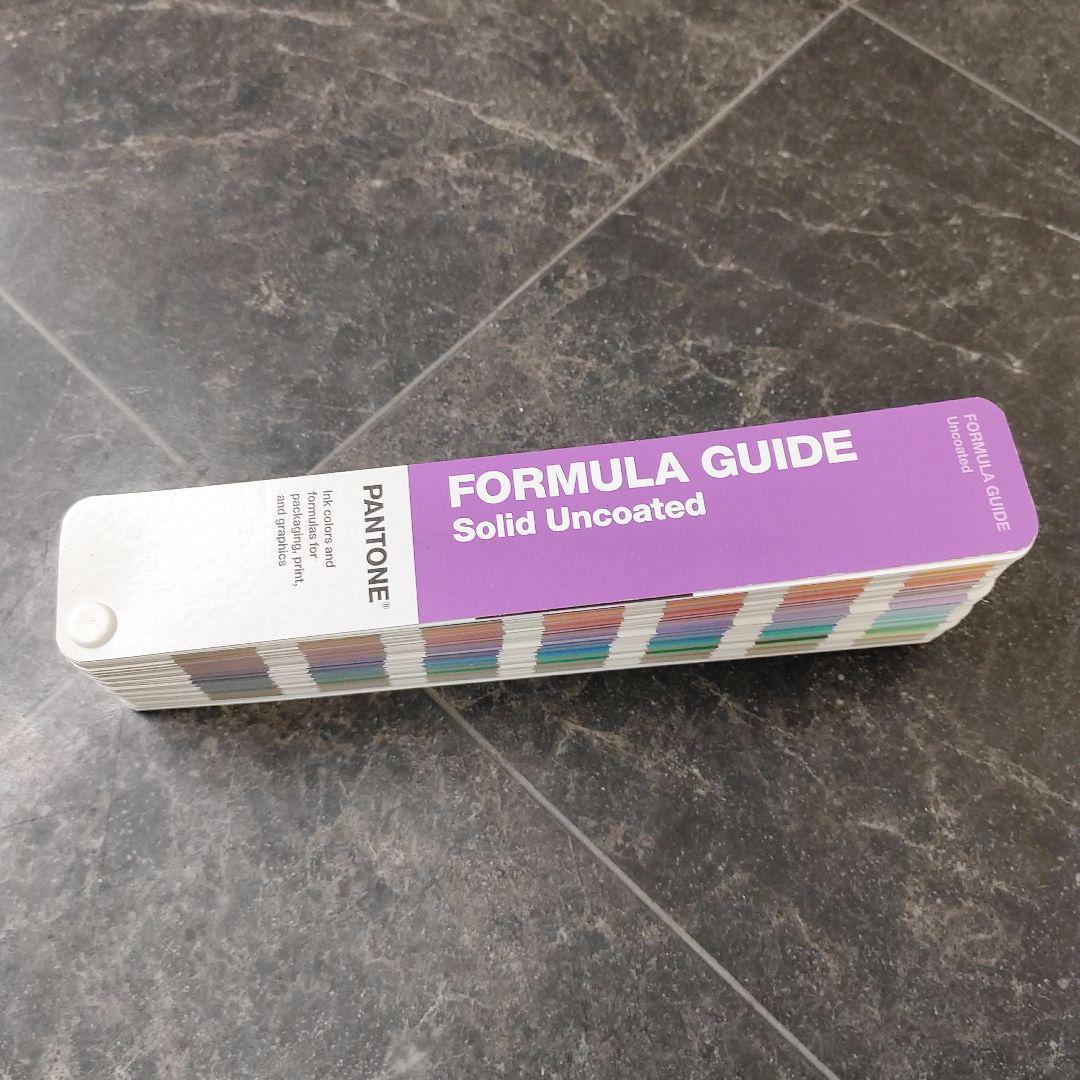 FORMULA GUIDE
Solid Uncoated
PANTONE®
Ink colors and
formulas for
packaging, print,
and graphics
FORMULA GUIDE
Uncoated